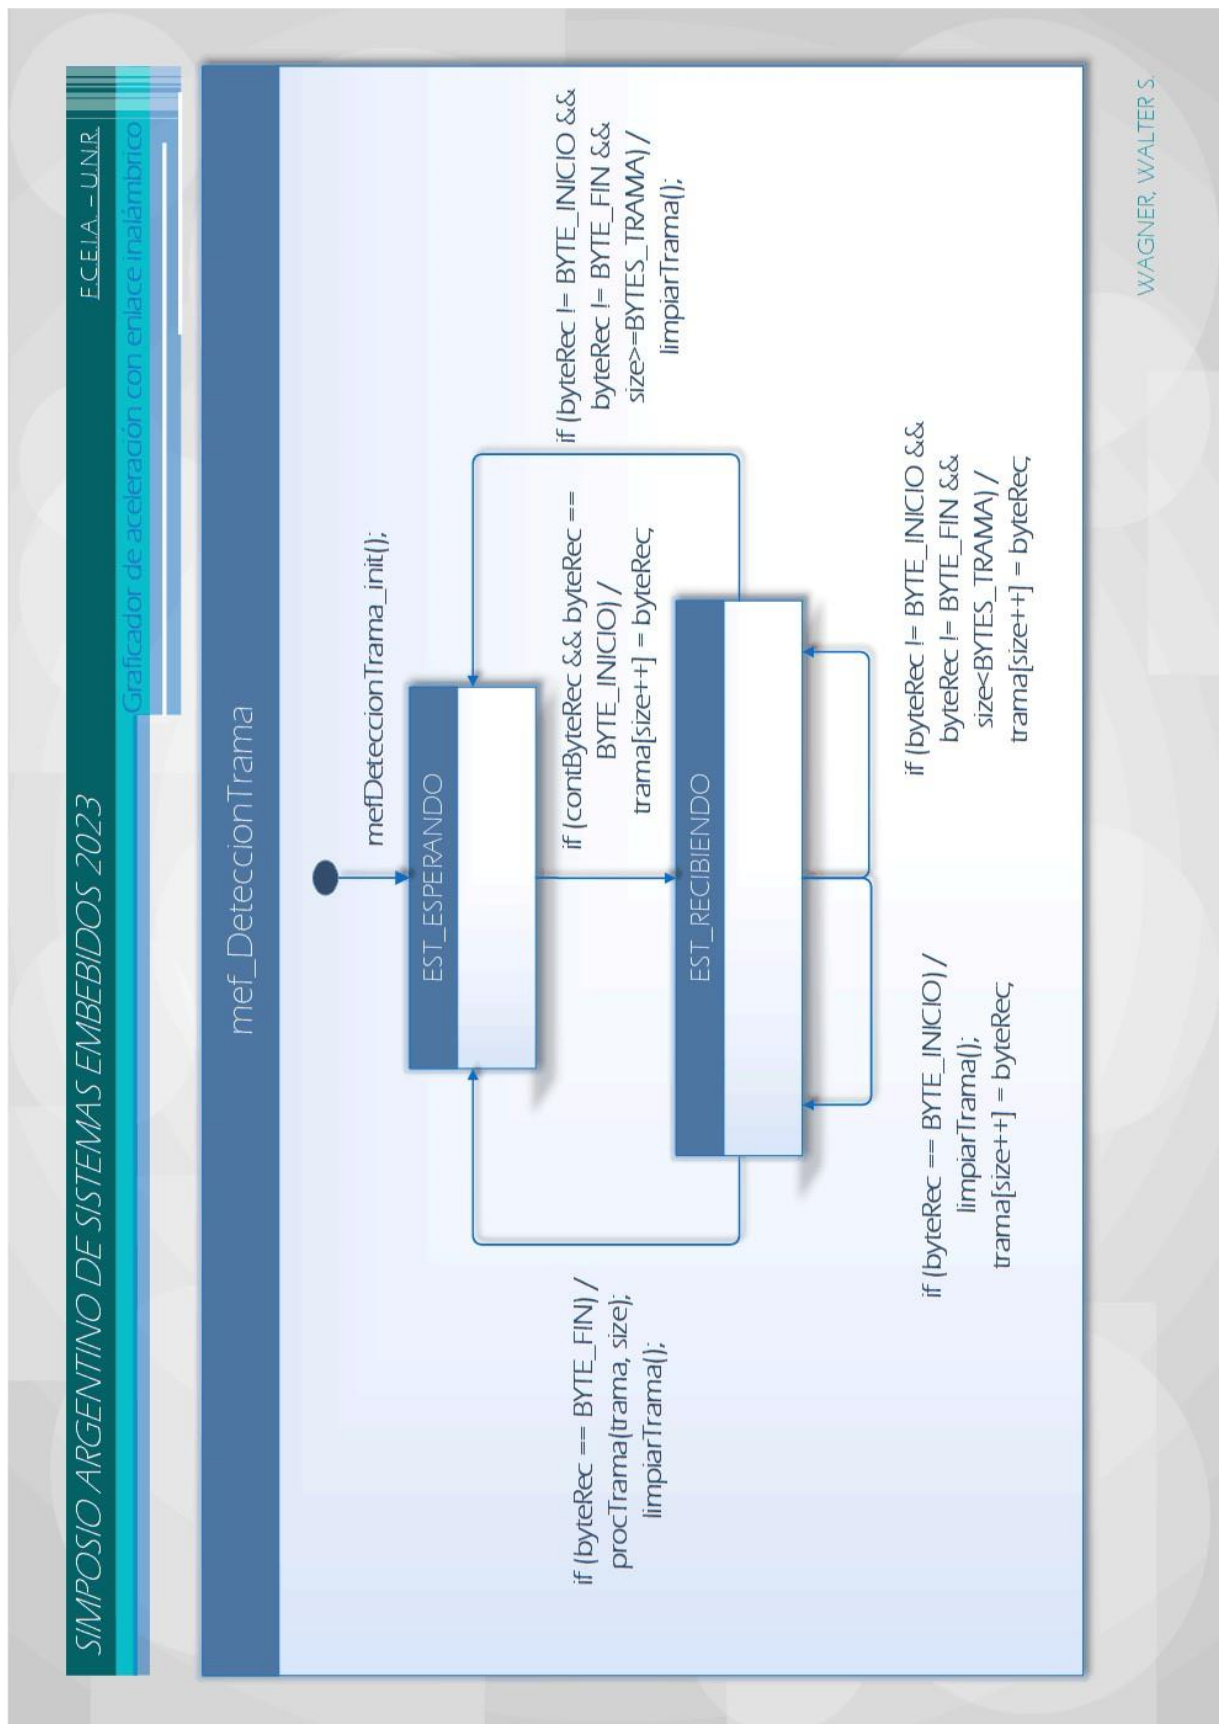 SIMPOSIO ARGENTINO DE SISTEMAS EMBEBIDOS 2023
F.C.E.I.A. – U.N.R.
Graficador de aceleración con enlace inalámbrico
mef_DeteccionTrama
mefDeteccionTrama_init();
EST_ESPERANDO
if (byteRec == BYTE_FIN) /
procTrama(trama, size);
limpiarTrama();
if (contByteRec && byteRec ==
BYTE_INICIO) /
trama[size++] = byteRec;
if (byteRec != BYTE_INICIO &&
byteRec != BYTE_FIN &&
size>=BYTES_TRAMA) /
limpiarTrama();
EST_RECIBIENDO
if (byteRec == BYTE_INICIO) /
limpiarTrama();
trama[size++] = byteRec;
if (byteRec != BYTE_INICIO &&
byteRec != BYTE_FIN &&
size<BYTES_TRAMA) /
trama[size++] = byteRec;
WAGNER, WALTER S.